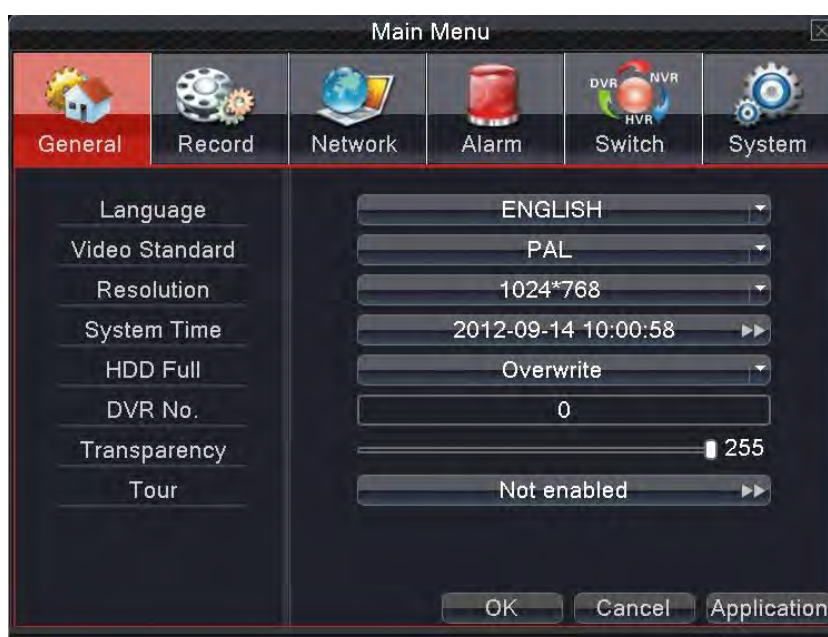 Main Menu
DVR NVR
HVR
General Record Network Alarm Switch System
Language ENGLISH
Video Standard PAL
Resolution 1024*768
System Time 2012-09-14 10:00:58
HDD Full Overwrite
DVR No. 0
Transparency 255
Tour Not enabled
OK Cancel Application